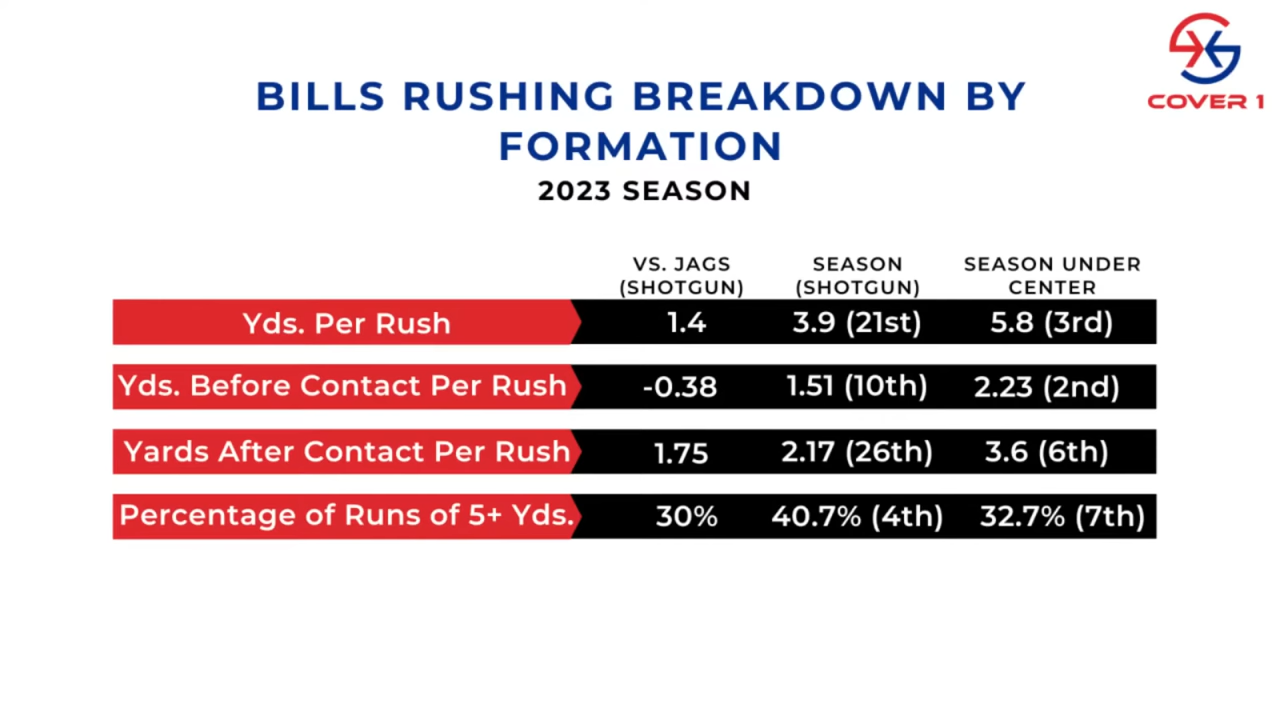 COVER 1
BILLS RUSHING BREAKDOWN BY
FORMATION
2023 SEASON
VS. JAGS (SHOTGUN)
SEASON (SHOTGUN)
SEASON UNDER CENTER
Yds. Per Rush 1.4 3.9 (21st) 5.8 (3rd)
Yds. Before Contact Per Rush -0.38 1.51 (10th) 2.23 (2nd)
Yards After Contact Per Rush 1.75 2.17 (26th) 3.6 (6th)
Percentage of Runs of 5+ Yds. 30% 40.7% (4th) 32.7% (7th)